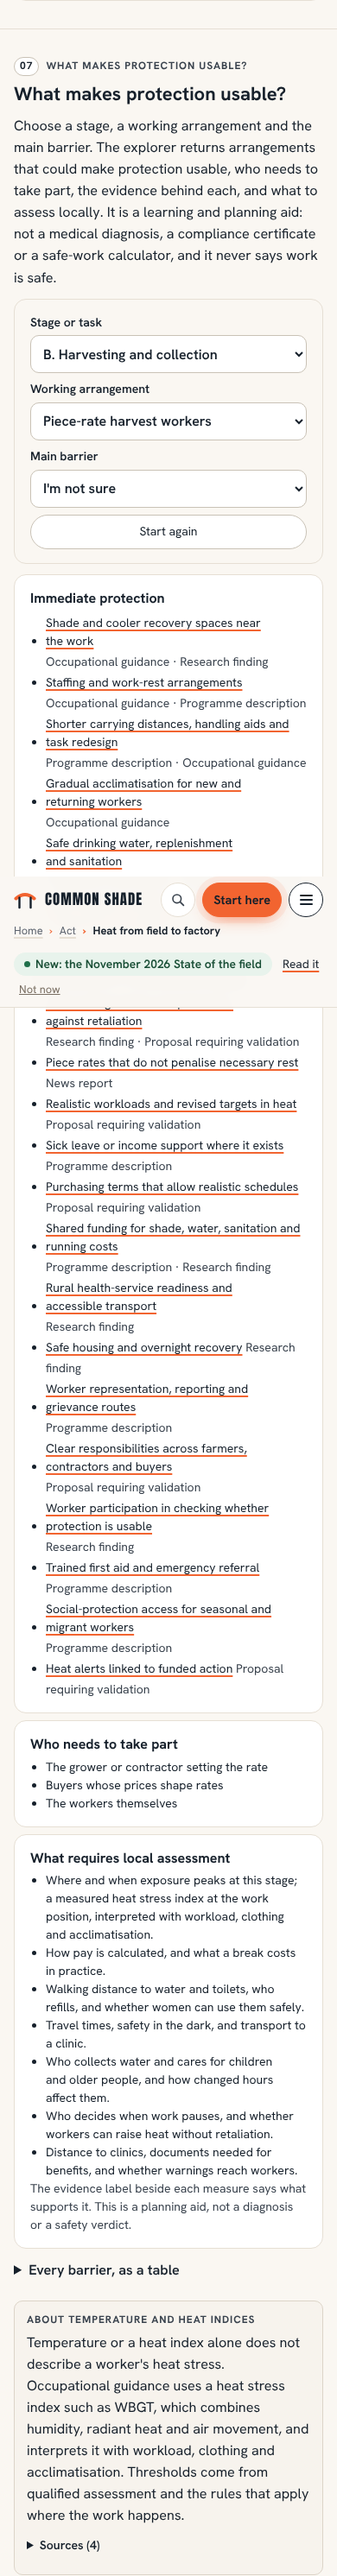 07 WHAT MAKES PROTECTION USABLE?
What makes protection usable?
Choose a stage, a working arrangement and the
main barrier. The explorer returns arrangements
that could make protection usable, who needs to
take part, the evidence behind each, and what to
assess locally. It is a learning and planning aid:
not a medical diagnosis, a compliance certificate
or a safe-work calculator, and it never says work
is safe.
Stage or task
B. Harvesting and collection
Working arrangement
Piece-rate harvest workers
Main barrier
I'm not sure
Start again
Immediate protection
Shade and cooler recovery spaces near
the work
Occupational guidance · Research finding
Staffing and work-rest arrangements
Occupational guidance · Programme description
Shorter carrying distances, handling aids and
task redesign
Programme description · Occupational guidance
Gradual acclimatisation for new and
returning workers
Occupational guidance
Safe drinking water, replenishment
and sanitation
COMMON SHADE
Start here
Home › Act › Heat from field to factory
New: the November 2026 State of the field Read it
Not now
against retaliation
Research finding · Proposal requiring validation
Piece rates that do not penalise necessary rest
News report
Realistic workloads and revised targets in heat
Proposal requiring validation
Sick leave or income support where it exists
Programme description
Purchasing terms that allow realistic schedules
Proposal requiring validation
Shared funding for shade, water, sanitation and
running costs
Programme description · Research finding
Rural health-service readiness and
accessible transport
Research finding
Safe housing and overnight recovery Research
finding
Worker representation, reporting and
grievance routes
Programme description
Clear responsibilities across farmers,
contractors and buyers
Proposal requiring validation
Worker participation in checking whether
protection is usable
Research finding
Trained first aid and emergency referral
Programme description
Social-protection access for seasonal and
migrant workers
Programme description
Heat alerts linked to funded action Proposal
requiring validation
Who needs to take part
The grower or contractor setting the rate
Buyers whose prices shape rates
The workers themselves
What requires local assessment
Where and when exposure peaks at this stage;
a measured heat stress index at the work
position, interpreted with workload, clothing
and acclimatisation.
How pay is calculated, and what a break costs
in practice.
Walking distance to water and toilets, who
refills, and whether women can use them safely.
Travel times, safety in the dark, and transport to
a clinic.
Who collects water and cares for children
and older people, and how changed hours
affect them.
Who decides when work pauses, and whether
workers can raise heat without retaliation.
Distance to clinics, documents needed for
benefits, and whether warnings reach workers.
The evidence label beside each measure says what
supports it. This is a planning aid, not a diagnosis
or a safety verdict.
Every barrier, as a table
ABOUT TEMPERATURE AND HEAT INDICES
Temperature or a heat index alone does not
describe a worker's heat stress.
Occupational guidance uses a heat stress
index such as WBGT, which combines
humidity, radiant heat and air movement, and
interprets it with workload, clothing and
acclimatisation. Thresholds come from
qualified assessment and the rules that apply
where the work happens.
Sources (4)